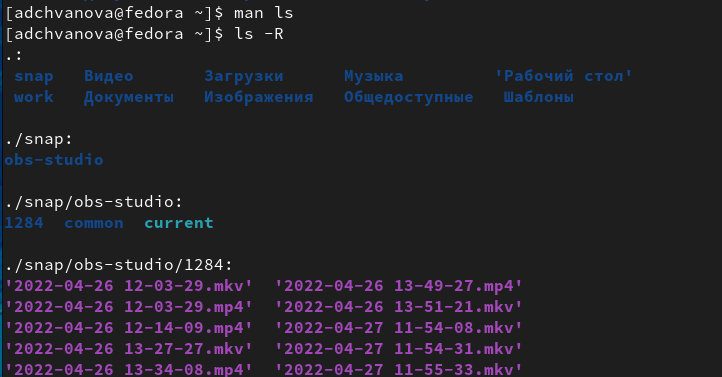 [adchvanova@fedora ~]$ man ls
[adchvanova@fedora ~]$ ls -R
.:
snap Видео Загрузки Музыка 'Рабочий стол'
work Документы Изображения Общедоступные Шаблоны
./snap:
obs-studio
./snap/obs-studio:
1284 common current
./snap/obs-studio/1284:
'2022-04-26 12-03-29.mkv' '2022-04-26 13-49-27.mp4'
'2022-04-26 12-03-29.mp4' '2022-04-26 13-51-21.mkv'
'2022-04-26 12-14-09.mp4' '2022-04-27 11-54-08.mkv'
'2022-04-26 13-27-27.mkv' '2022-04-27 11-54-31.mkv'
'2022-04-26 13-34-08.mp4' '2022-04-27 11-55-33.mkv'